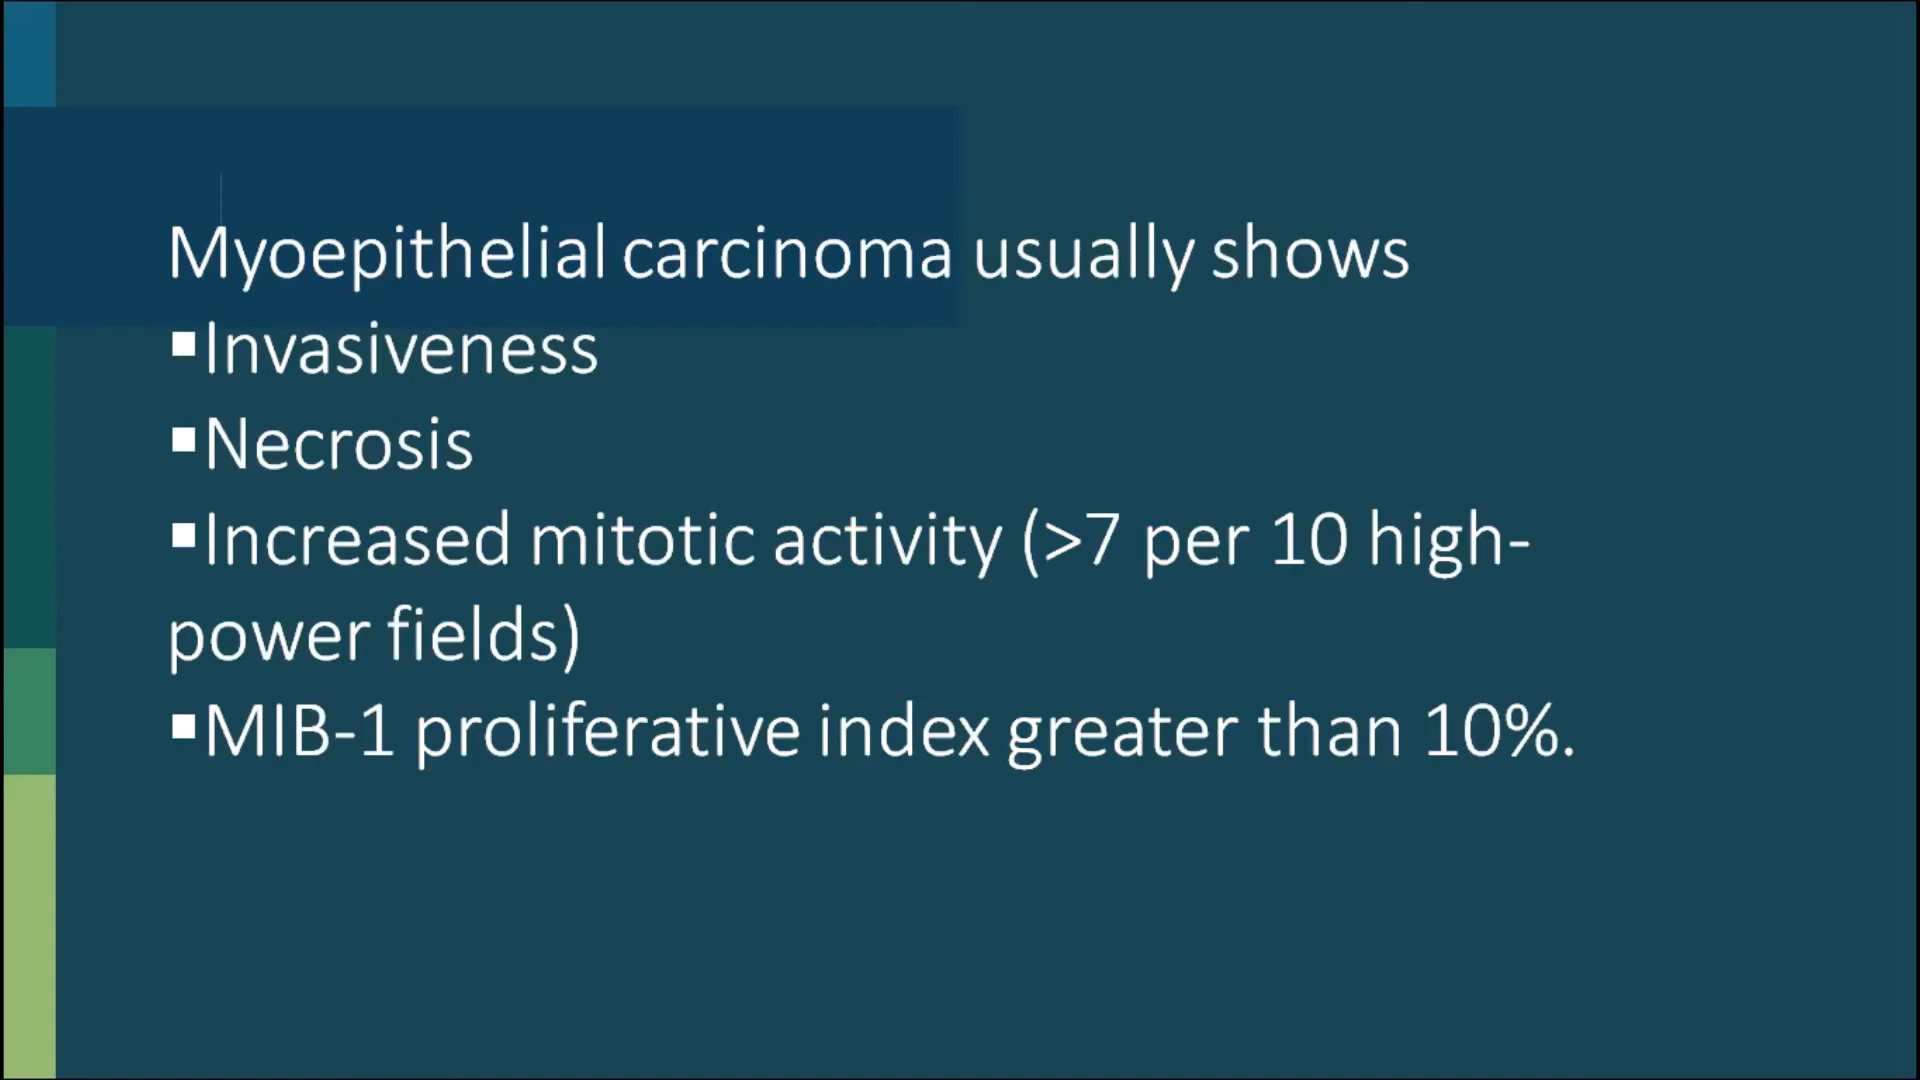 Myoepithelial carcinoma usually shows
▪Invasiveness
▪Necrosis
▪Increased mitotic activity (>7 per 10 high-
power fields)
▪MIB-1 proliferative index greater than 10%.